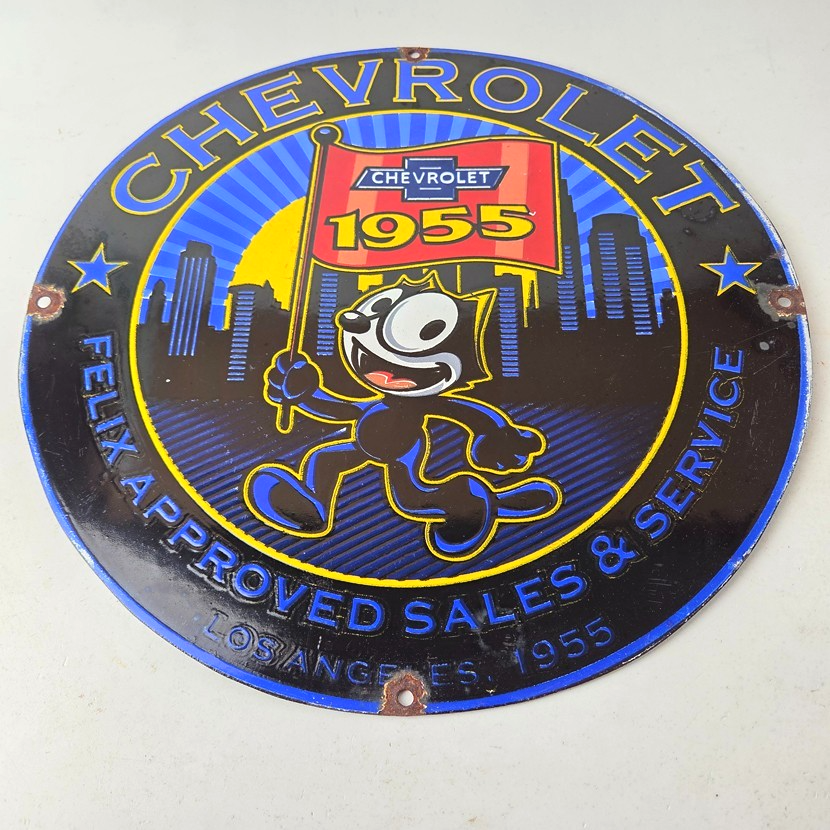 CHEVROLET
CHEVROLET
1955
FELIX APPROVED SALES & SERVICE
LOS ANGELES, 1955